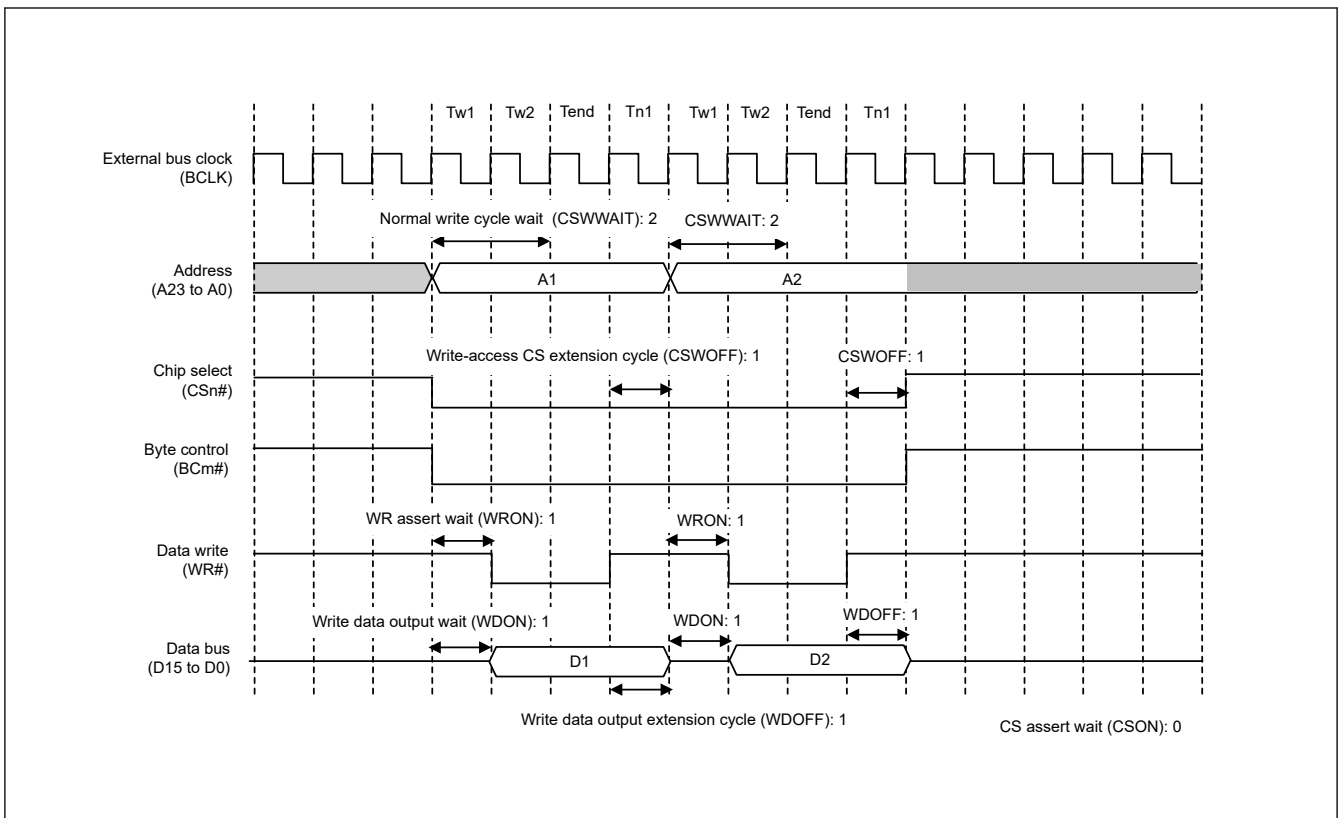 Tw1 Tw2 Tend Tn1 Tw1 Tw2 Tend Tn1
External bus clock
(BCLK)
Normal write cycle wait (CSWWAIT): 2 CSWWAIT: 2
Address
(A23 to A0)
A1 A2
Write-access CS extension cycle (CSWOFF): 1 CSWOFF: 1
Chip select
(CSn#)
Byte control
(BCm#)
WR assert wait (WRON): 1 WRON: 1
Data write
(WR#)
Write data output wait (WDON): 1 WDON: 1 WDOFF: 1
Data bus
(D15 to D0)
D1 D2
Write data output extension cycle (WDOFF): 1
CS assert wait (CSON): 0